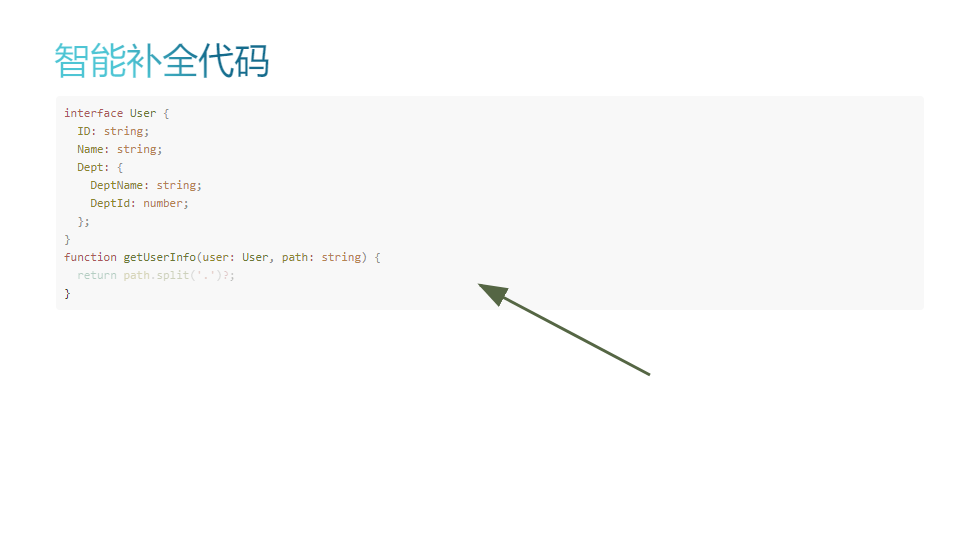 智能补全代码
interface User {
  ID: string;
  Name: string;
  Dept: {
    DeptName: string;
    DeptId: number;
  };
}
function getUserInfo(user: User, path: string) {
  return path.split('.')?;
}